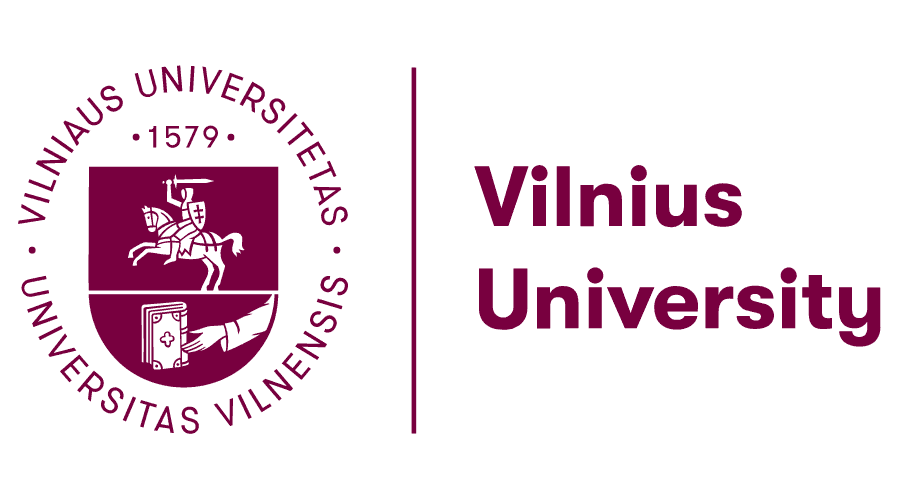 VILNIAUS UNIVERSITETAS
·1579·
· UNIVERSITAS VILNENSIS ·
Vilnius
University